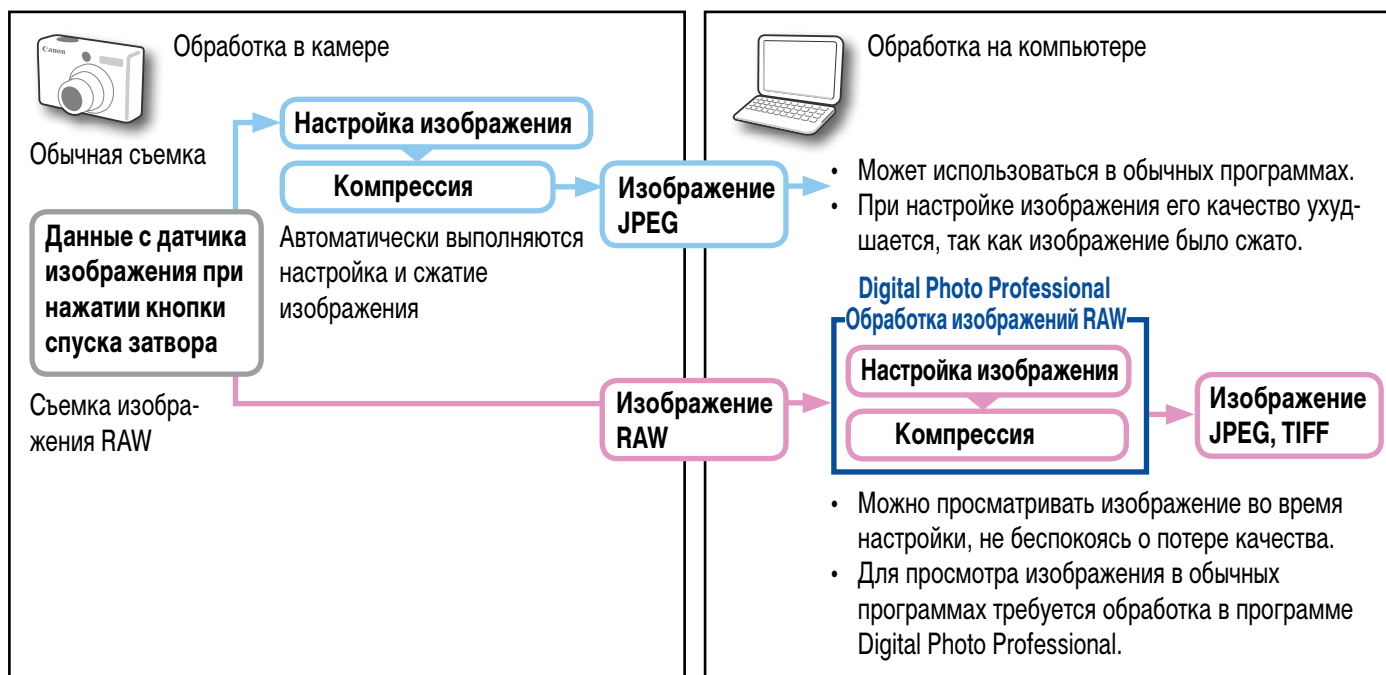 Canon
Обработка в камере
Обычная съемка
Настройка изображения
Компрессия
Изображение
JPEG
Данные с датчика
изображения при
нажатии кнопки
спуска затвора
Автоматически выполняются
настройка и сжатие
изображения
Съемка изобра-
жения RAW
Изображение
RAW
Обработка на компьютере
• Может использоваться в обычных программах.
• При настройке изображения его качество ухуд-
шается, так как изображение было сжато.
Digital Photo Professional
Обработка изображений RAW
Настройка изображения
Компрессия
Изображение
JPEG, TIFF
• Можно просматривать изображение во время
настройки, не беспокоясь о потере качества.
• Для просмотра изображения в обычных
программах требуется обработка в программе
Digital Photo Professional.